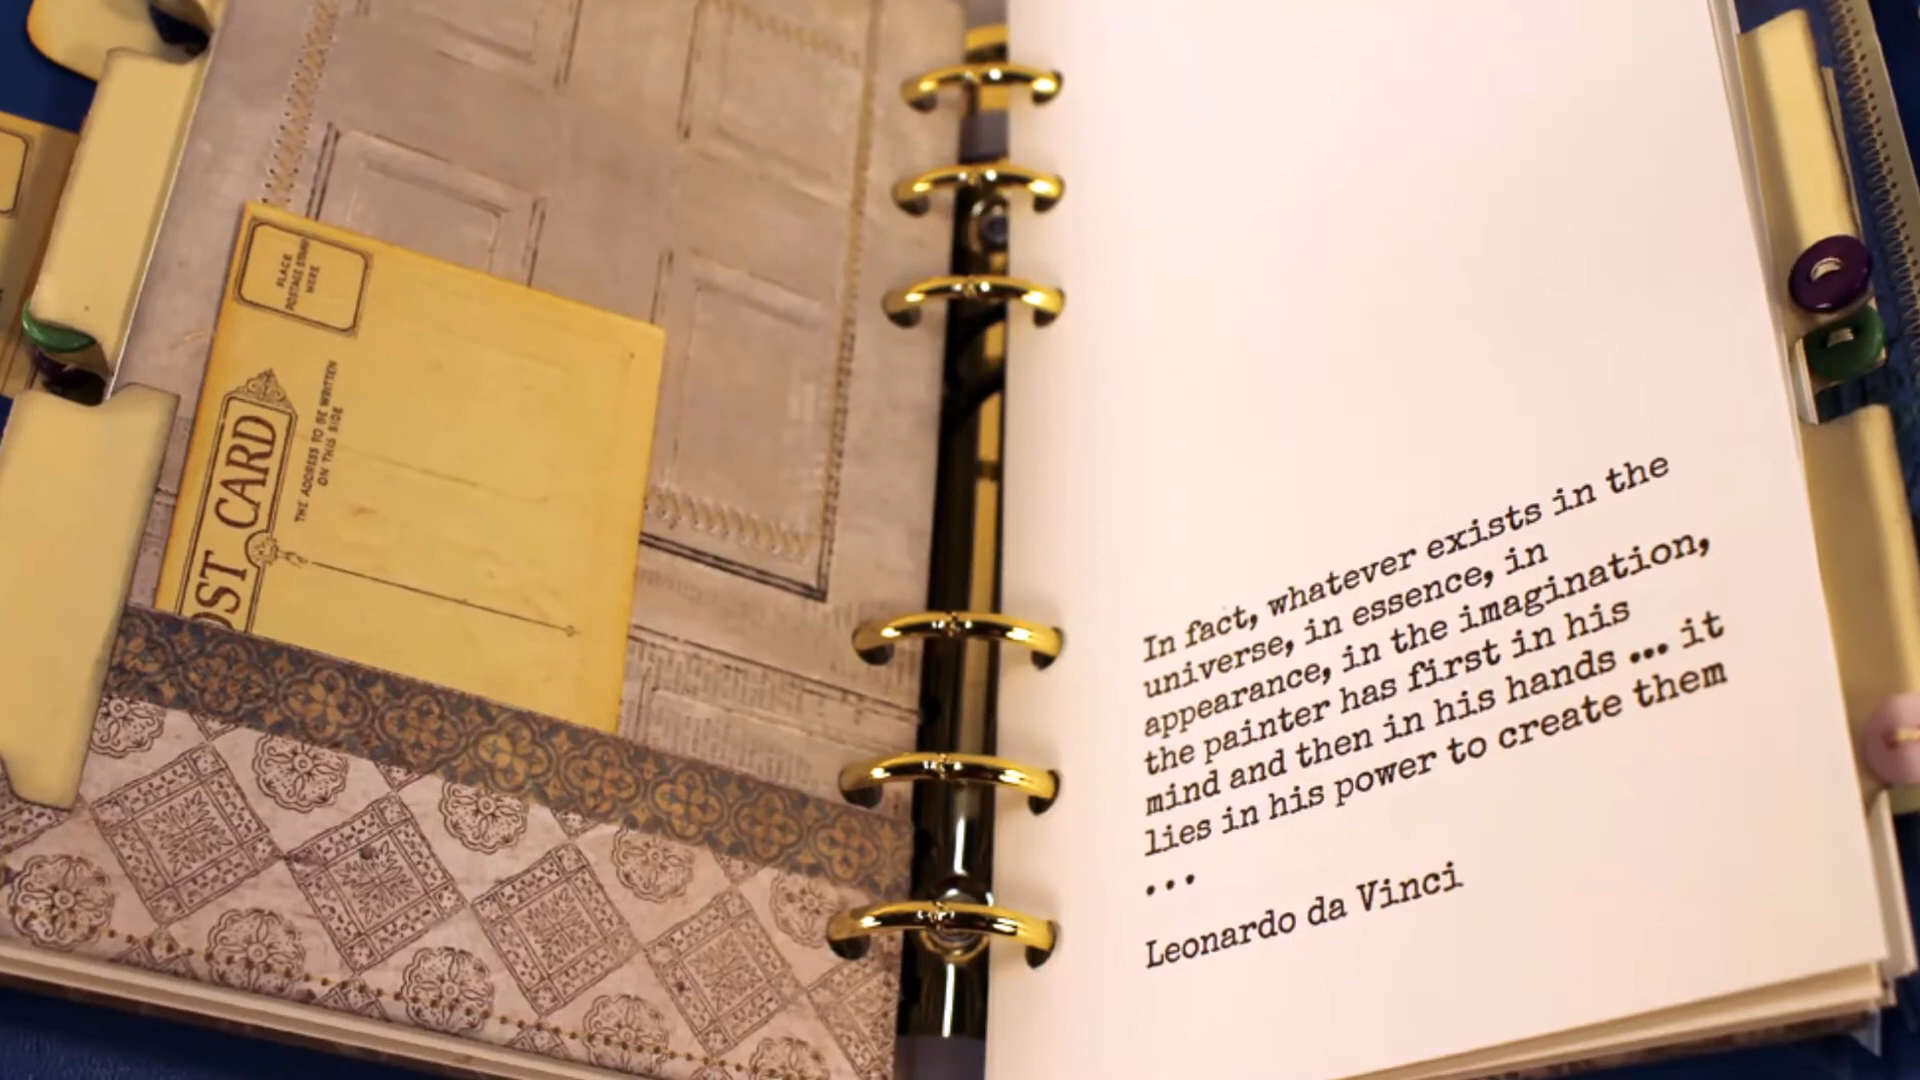 PLACE
POSTAGE STAMP
HERE
THE ADDRESS TO BE WRITTEN
ON THIS SIDE
OST CARD
In fact, whatever exists in the
universe, in essence, in
appearance, in the imagination,
the painter has first in his
mind and then in his hands ... it
lies in his power to create them
...
Leonardo da Vinci